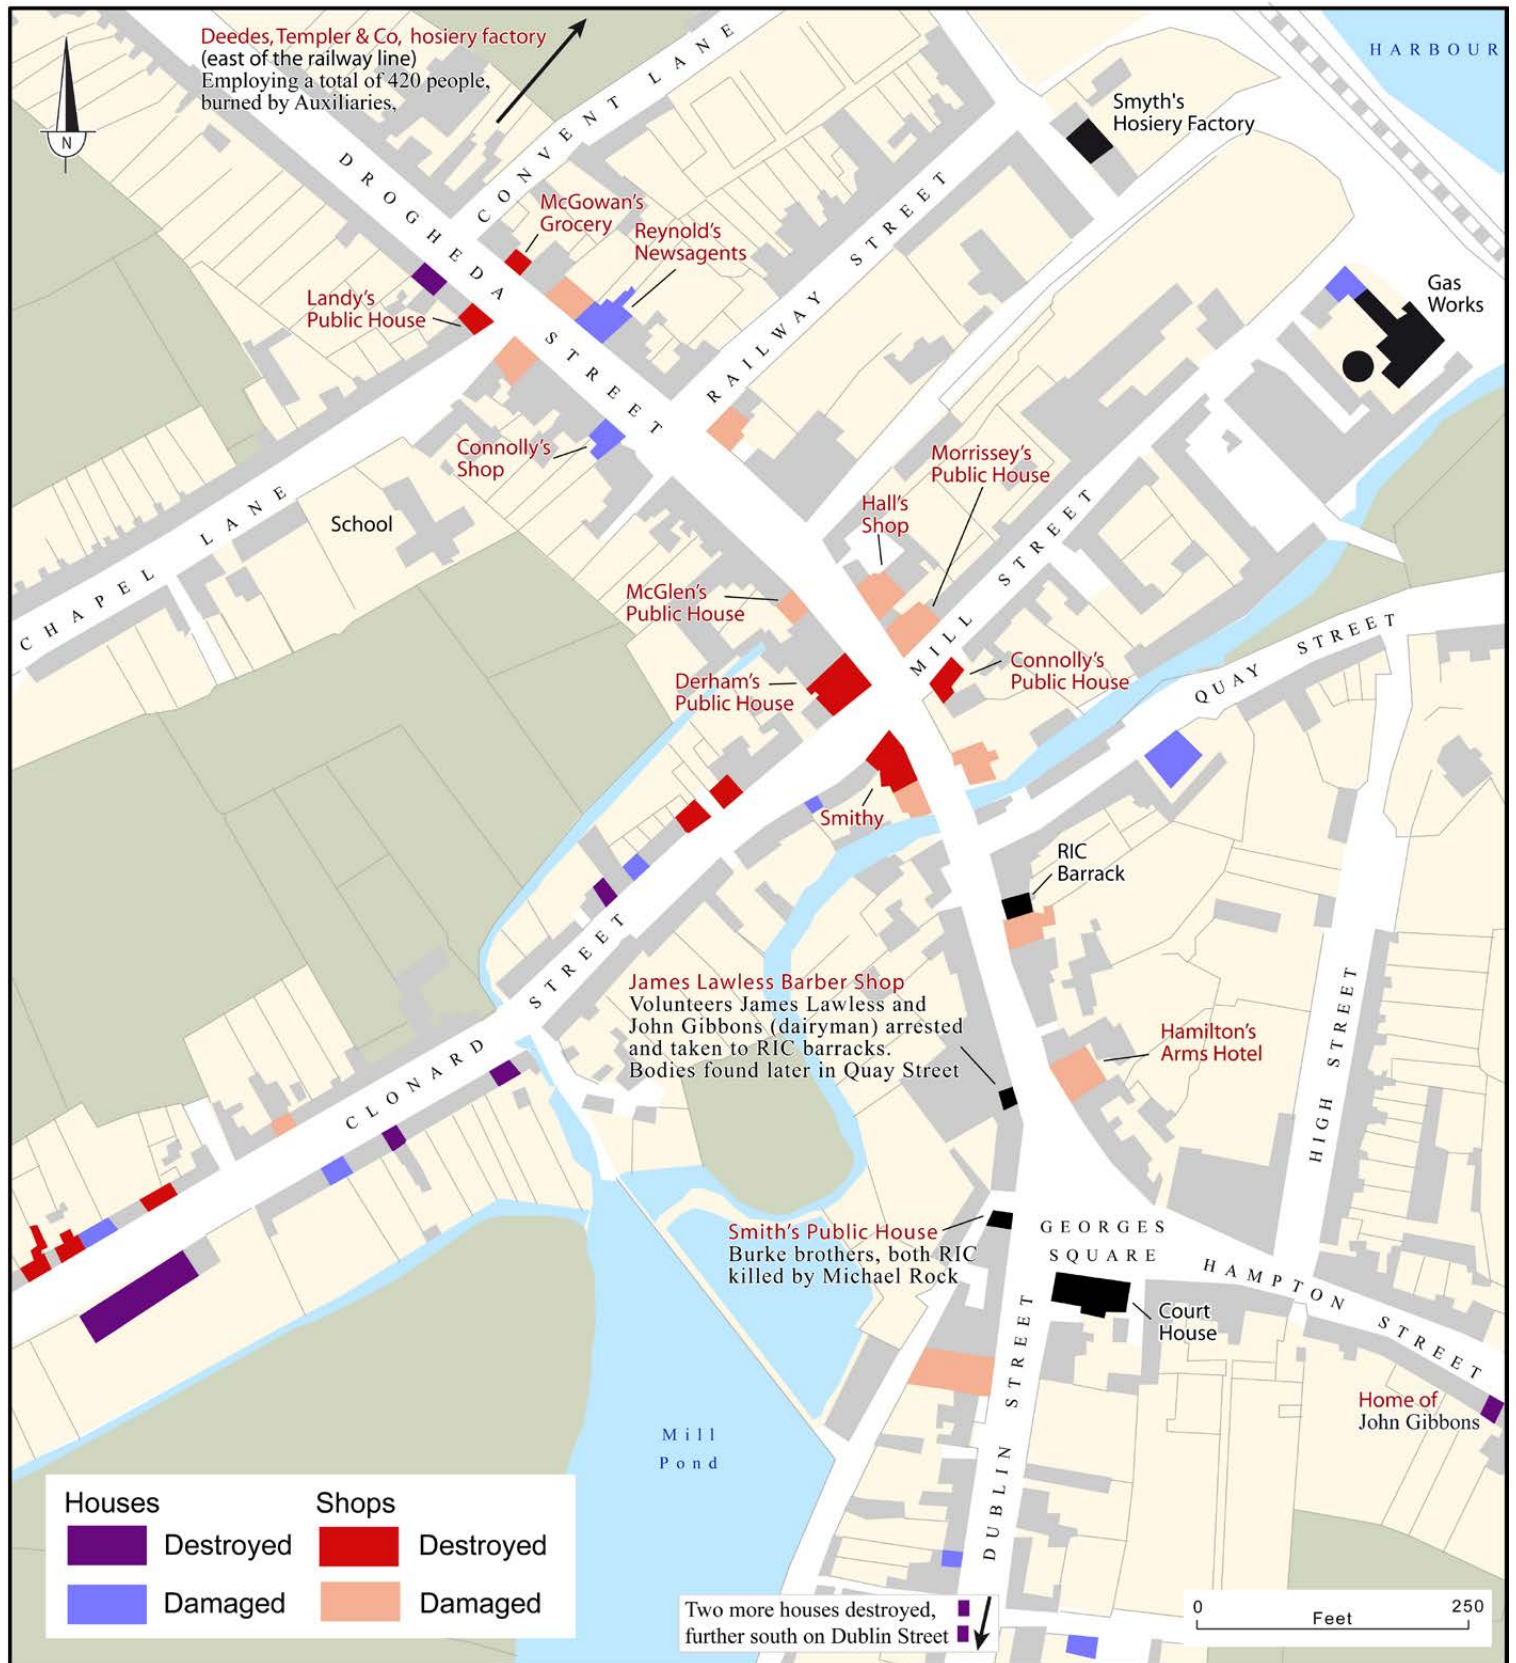 Deedes, Templer & Co, hosiery factory
(east of the railway line)
Employing a total of 420 people,
burned by Auxiliaries,
HARBOUR
N
CONVENT LANE
Smyth's
Hosiery Factory
DROGHEDA STREET
McGowan's
Grocery
Reynold's
Newsagents
RAILWAY STREET
Gas
Works
Landy's
Public House
Connolly's
Shop
Morrissey's
Public House
Hall's
Shop
School
CHAPEL LANE
McGlen's
Public House
MILL STREET
QUAY STREET
Connolly's
Public House
Derham's
Public House
Smithy
RIC
Barrack
James Lawless Barber Shop
Volunteers James Lawless and
John Gibbons (dairyman) arrested
and taken to RIC barracks.
Bodies found later in Quay Street
CLONARD STREET
Hamilton's
Arms Hotel
HIGH STREET
Smith's Public House
Burke brothers, both RIC
killed by Michael Rock
GEORGES
SQUARE
HAMPTON STREET
Court
House
DUBLIN STREET
Home of
John Gibbons
Mill
Pond
Houses
Shops
Destroyed
Destroyed
Damaged
Damaged
Two more houses destroyed,
further south on Dublin Street
0 250
Feet